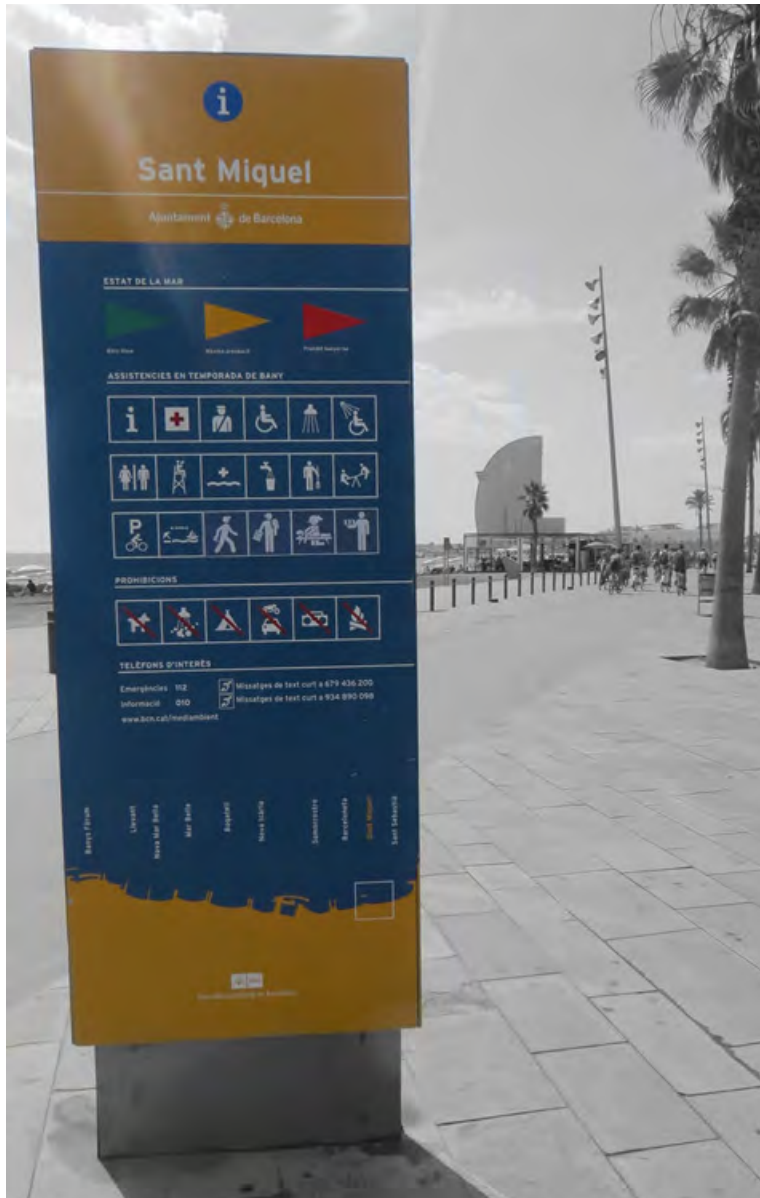 i
Sant Miquel
Ajuntament de Barcelona
ESTAT DE LA MAR
ASSISTENCIES EN TEMPORADA DE BANY
i
P
PROHIBICIONS
TELÈFONS D'INTERÈS
Emergències 112 Missatges de text curt a 679 436 200
Informació 010 Missatges de text curt a 934 890 098
www.bcn.cat/mediambient
Banys Fòrum
Llevant
Nova Mar Bella
Mar Bella
Bogatell
Nova Icària
Somorrostro
Barceloneta
Sant Miquel
Sant Sebastià